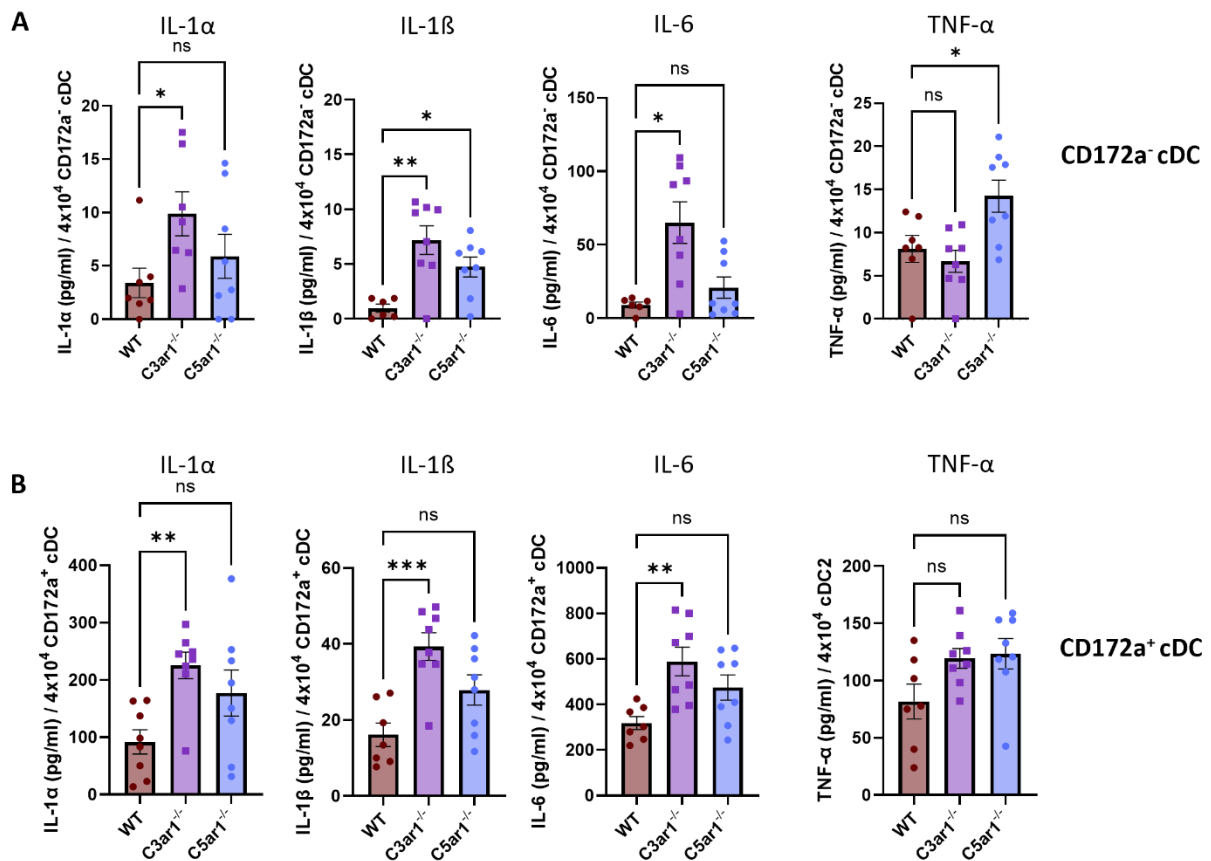 A
IL-1α
IL-1ß
IL-6
TNF-α
ns
*
IL-1α (pg/ml) / 4x10⁴ CD172a⁻ cDC
20
15
10
5
0
WT
C3ar1⁻/⁻
C5ar1⁻/⁻
*
**
IL-1β (pg/ml) / 4x10⁴ CD172a⁻ cDC
20
15
10
5
0
WT
C3ar1⁻/⁻
C5ar1⁻/⁻
ns
*
IL-6 (pg/ml) / 4x10⁴ CD172a⁻ cDC
150
100
50
0
WT
C3ar1⁻/⁻
C5ar1⁻/⁻
*
ns
TNF-α (pg/ml) / 4x10⁴ CD172a⁻ cDC
25
20
15
10
5
0
WT
C3ar1⁻/⁻
C5ar1⁻/⁻
CD172a⁻ cDC
B
IL-1α
IL-1ß
IL-6
TNF-α
ns
**
IL-1α (pg/ml) / 4x10⁴ CD172a⁺ cDC
400
300
200
100
0
WT
C3ar1⁻/⁻
C5ar1⁻/⁻
ns
***
IL-1β (pg/ml) / 4x10⁴ CD172a⁺ cDC
60
40
20
0
WT
C3ar1⁻/⁻
C5ar1⁻/⁻
ns
**
IL-6 (pg/ml) / 4x10⁴ CD172a⁺ cDC
1000
800
600
400
200
0
WT
C3ar1⁻/⁻
C5ar1⁻/⁻
ns
ns
TNF-α (pg/ml) / 4x10⁴ cDC2
200
150
100
50
0
WT
C3ar1⁻/⁻
C5ar1⁻/⁻
CD172a⁺ cDC